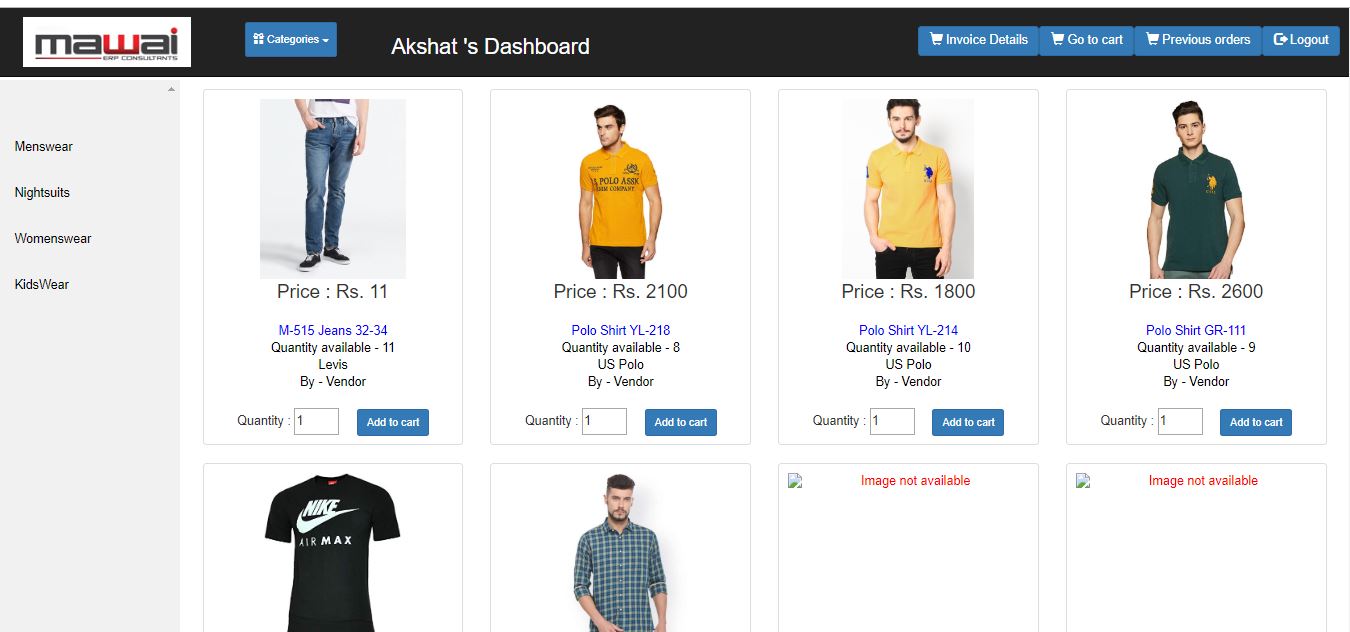 mawai
ERP CONSULTANTS
Categories
Akshat 's Dashboard
Invoice Details
Go to cart
Previous orders
Logout
Menswear
Nightsuits
Womenswear
KidsWear
Price : Rs. 11
M-515 Jeans 32-34
Quantity available - 11
Levis
By - Vendor
Quantity : 1
Add to cart
U.S. POLO ASSN
DENIM COMPANY
Price : Rs. 2100
Polo Shirt YL-218
Quantity available - 8
US Polo
By - Vendor
Quantity : 1
Add to cart
Price : Rs. 1800
Polo Shirt YL-214
Quantity available - 10
US Polo
By - Vendor
Quantity : 1
Add to cart
Price : Rs. 2600
Polo Shirt GR-111
Quantity available - 9
US Polo
By - Vendor
Quantity : 1
Add to cart
NIKE
AIR MAX
Image not available
Image not available